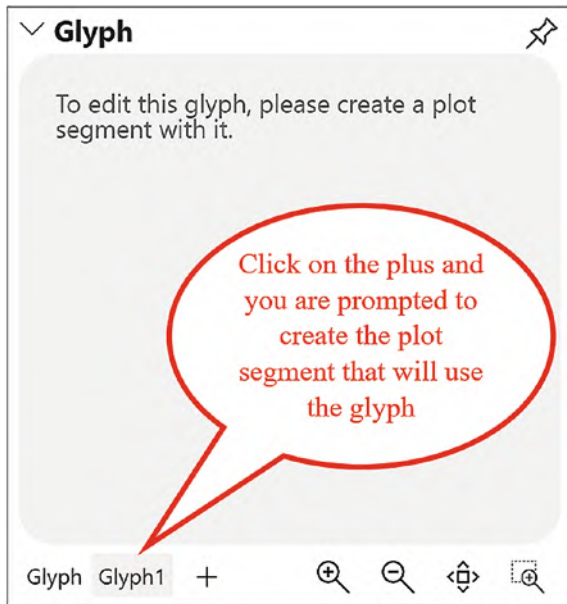 Glyph
To edit this glyph, please create a plot
segment with it.
Click on the plus and
you are prompted to
create the plot
segment that will use
the glyph
Glyph Glyph1 +